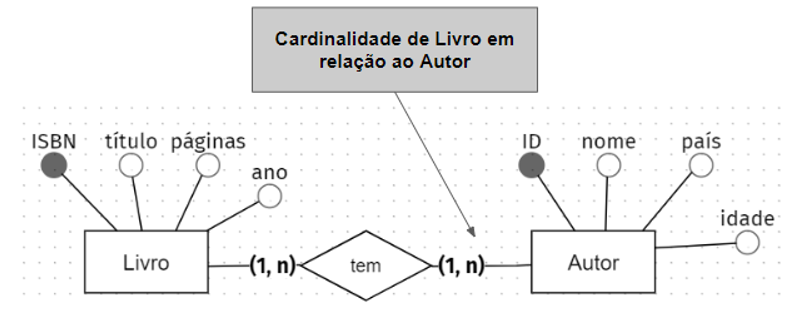 Cardinalidade de Livro em
relação ao Autor
ISBN título páginas
ano
ID nome país
idade
Livro (1, n) tem (1, n) Autor